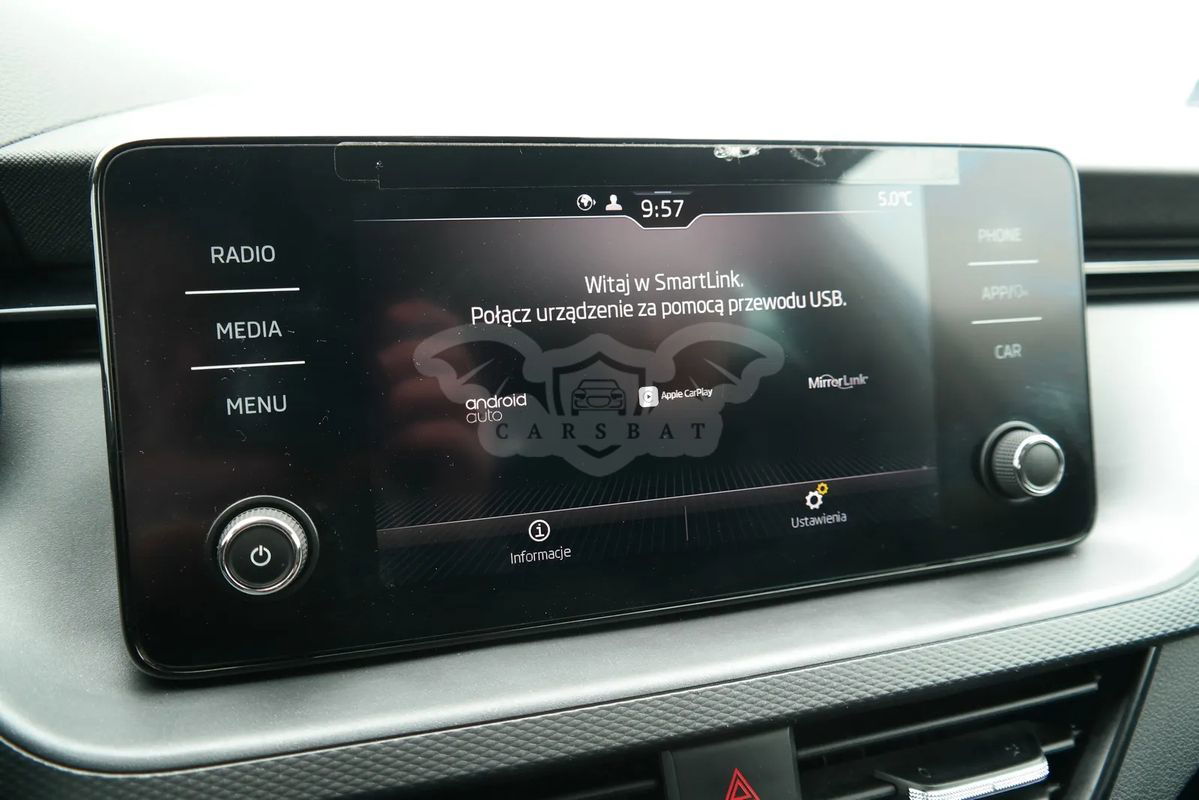 9:57
5.0°C
RADIO
MEDIA
MENU
Witaj w SmartLink.
Połącz urządzenie za pomocą przewodu USB.
android
auto
Apple CarPlay
MirrorLink
CARSBAT
Informacje
Ustawienia
PHONE
CAR